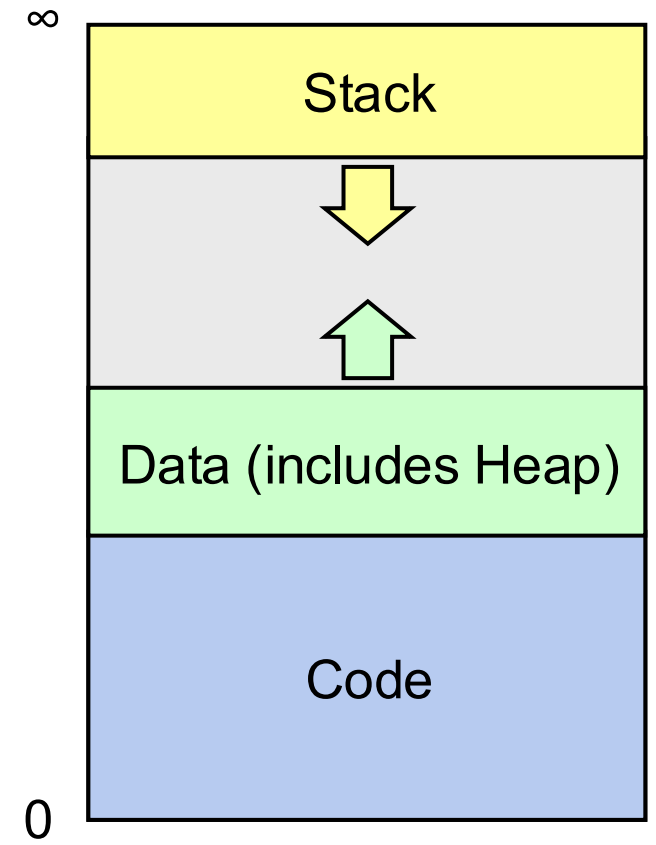 ∞
Stack
Data (includes Heap)
Code
0